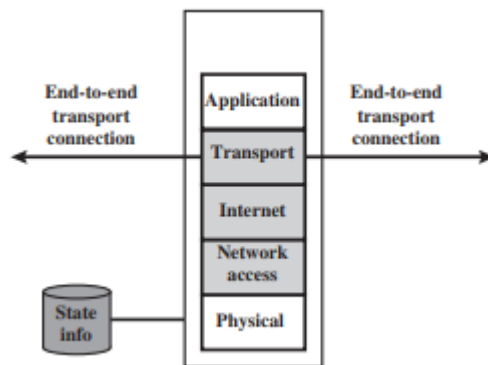 End-to-end
transport
connection
Application
Transport
Internet
Network
access
Physical
End-to-end
transport
connection
State
info